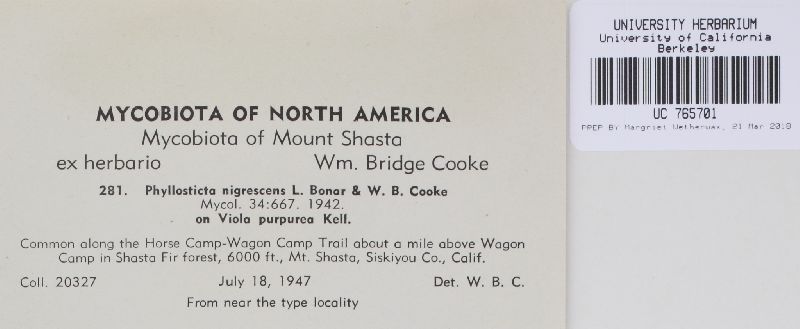 MYCOBIOTA OF NORTH AMERICA
Mycobiota of Mount Shasta
ex herbario Wm. Bridge Cooke
281. Phyllosticta nigrescens L. Bonar & W. B. Cooke
Mycol. 34:667. 1942.
on Viola purpurea Kell.
Common along the Horse Camp-Wagon Camp Trail about a mile above Wagon
Camp in Shasta Fir forest, 6000 ft., Mt. Shasta, Siskiyou Co., Calif.
Coll. 20327 July 18, 1947 Det. W. B. C.
From near the type locality
UNIVERSITY HERBARIUM
University of California
Berkeley
UC 765701
PREP BY Margriet Wetherwax, 21 Mar 2018